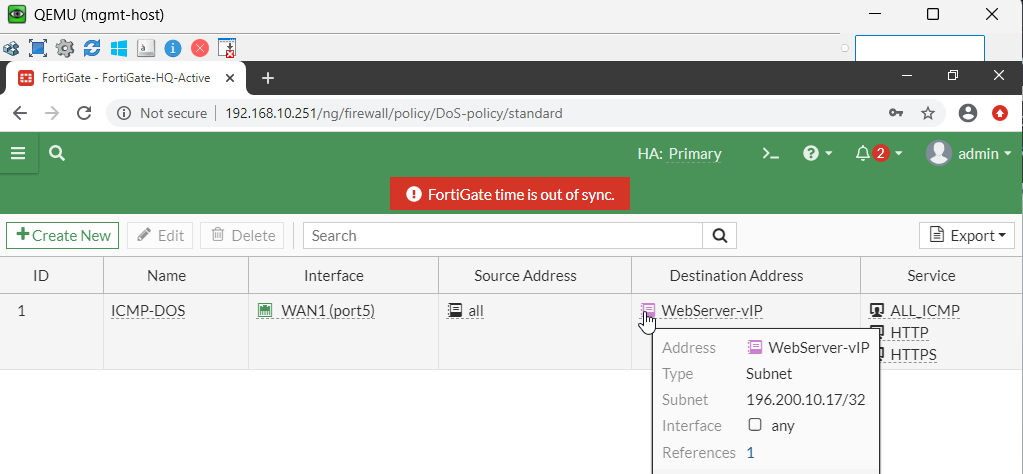 QEMU (mgmt-host)
FortiGate - FortiGate-HQ-Active
Not secure 192.168.10.251/ng/firewall/policy/DoS-policy/standard
HA: Primary >_ ? 2 admin
FortiGate time is out of sync.
+Create New Edit Delete Search Export
ID Name Interface Source Address Destination Address Service
1 ICMP-DOS WAN1 (port5) all WebServer-vIP ALL_ICMP
HTTP
HTTPS
Address WebServer-vIP
Type Subnet
Subnet 196.200.10.17/32
Interface any
References 1